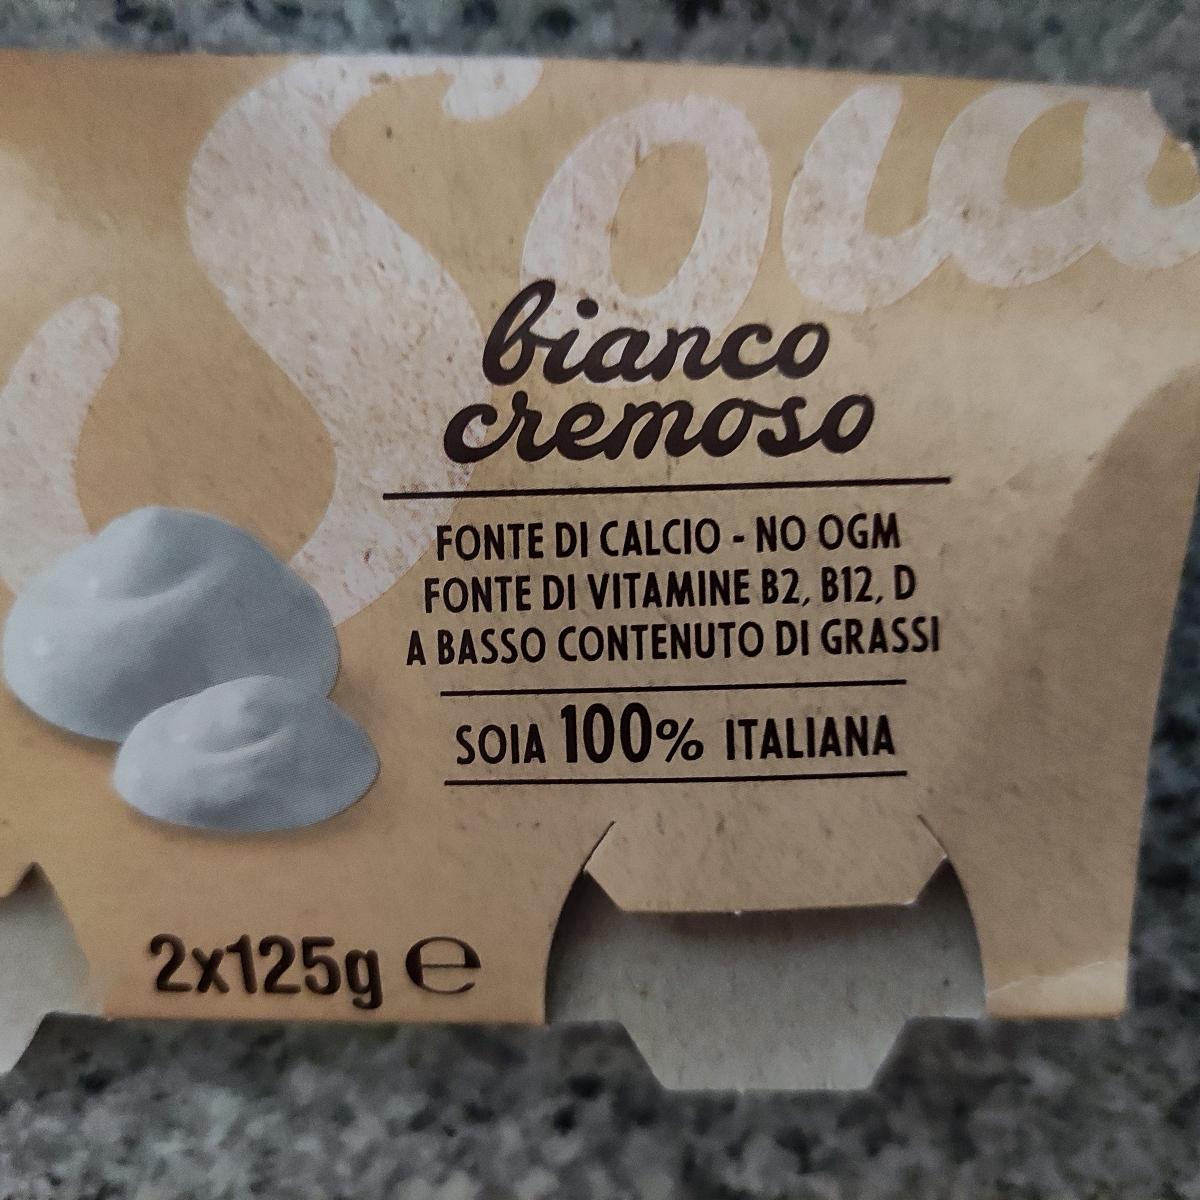 Soia
bianco
cremoso
FONTE DI CALCIO - NO OGM
FONTE DI VITAMINE B2, B12, D
A BASSO CONTENUTO DI GRASSI
SOIA 100% ITALIANA
2x125g ℮